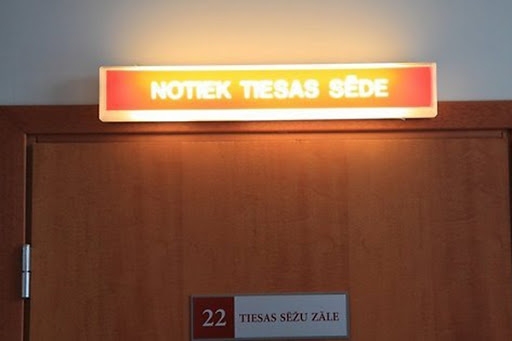 NOTIEK TIESAS SĒDE
22 TIESAS SĒŽU ZĀLE